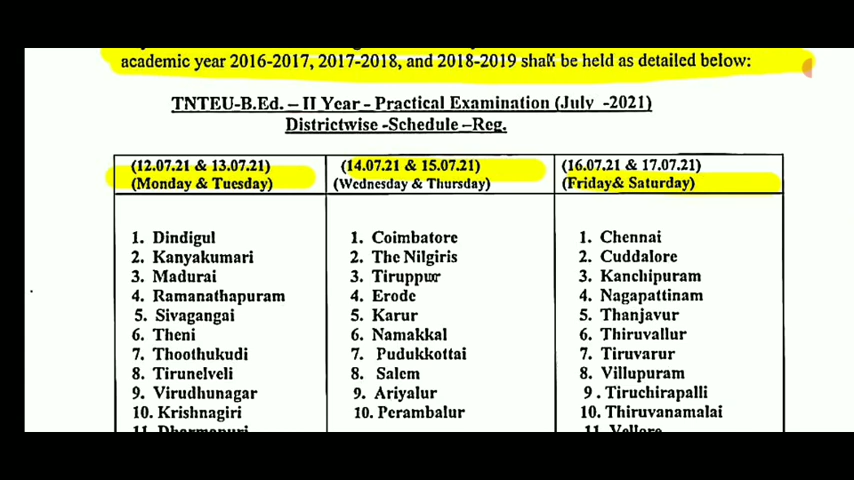 academic year 2016-2017, 2017-2018, and 2018-2019 shall be held as detailed below:
TNTEU-B.Ed. – II Year - Practical Examination (July -2021)
Districtwise -Schedule –Reg.
(12.07.21 & 13.07.21)
(Monday & Tuesday)
1. Dindigul
2. Kanyakumari
3. Madurai
4. Ramanathapuram
5. Sivagangai
6. Theni
7. Thoothukudi
8. Tirunelveli
9. Virudhunagar
10. Krishnagiri
11. Dharmapuri
(14.07.21 & 15.07.21)
(Wednesday & Thursday)
1. Coimbatore
2. The Nilgiris
3. Tiruppur
4. Erode
5. Karur
6. Namakkal
7. Pudukkottai
8. Salem
9. Ariyalur
10. Perambalur
(16.07.21 & 17.07.21)
(Friday& Saturday)
1. Chennai
2. Cuddalore
3. Kanchipuram
4. Nagapattinam
5. Thanjavur
6. Thiruvallur
7. Tiruvarur
8. Villupuram
9 . Tiruchirapalli
10. Thiruvanamalai
11. Vellore